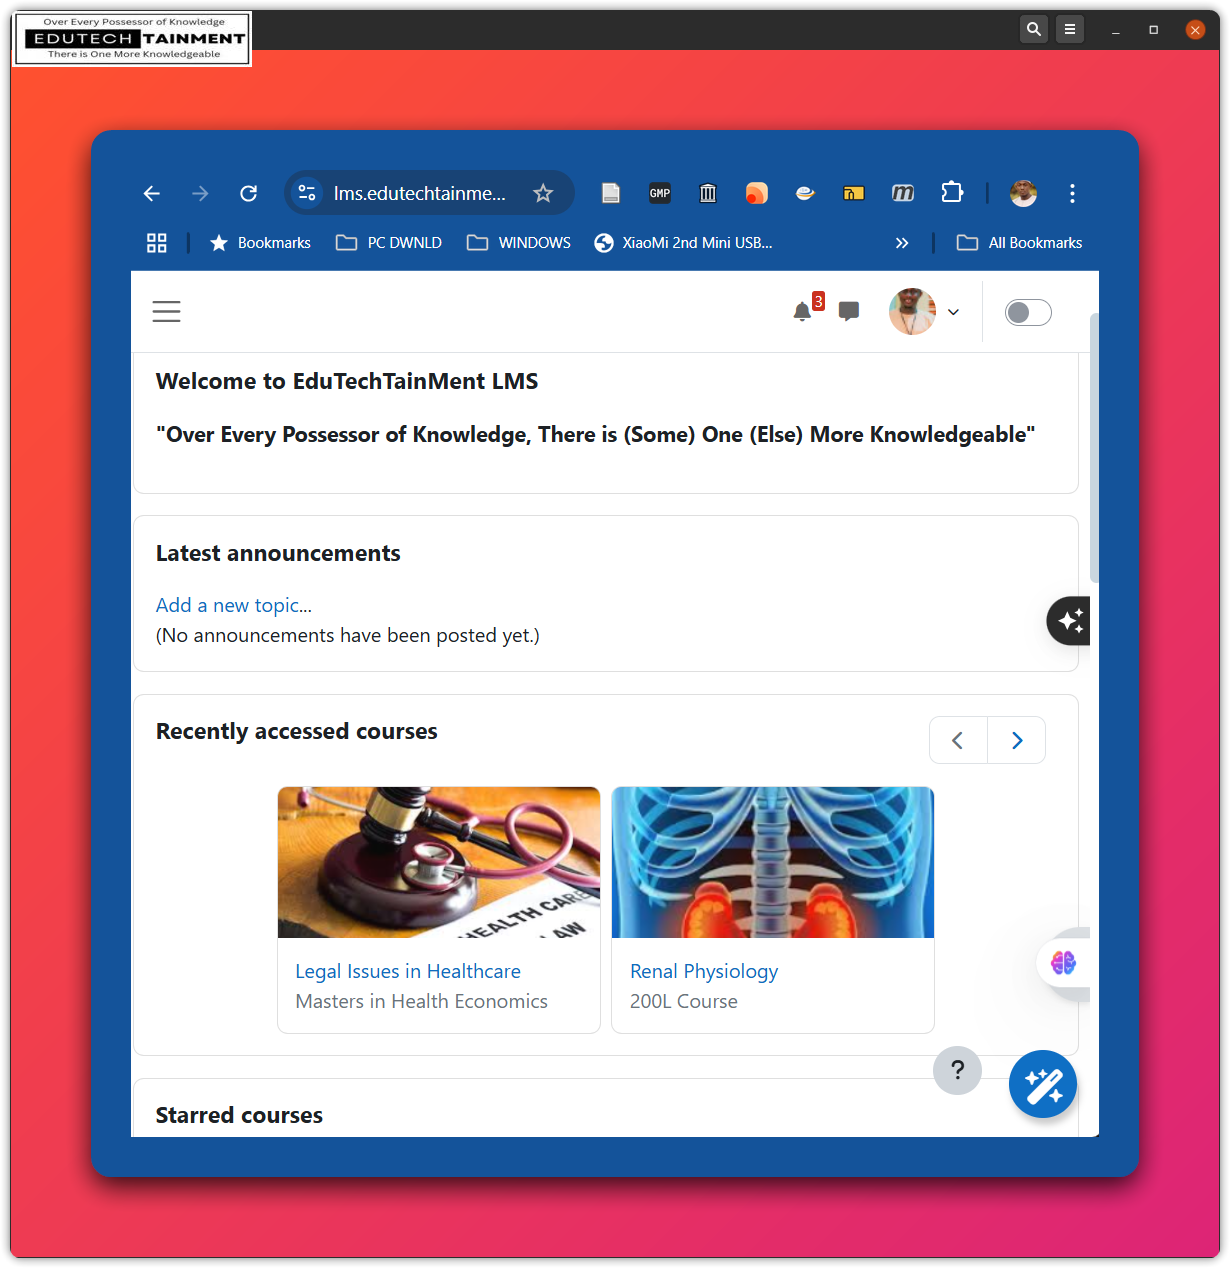 Over Every Possessor of Knowledge
EDUTECH TAINMENT
There is One More Knowledgeable
lms.edutechtainme...
GMP
m
Bookmarks
PC DWNLD
WINDOWS
XiaoMi 2nd Mini USB...
All Bookmarks
3
Welcome to EduTechTainMent LMS
"Over Every Possessor of Knowledge, There is (Some) One (Else) More Knowledgeable"
Latest announcements
Add a new topic...
(No announcements have been posted yet.)
Recently accessed courses
HEALTH CARE
LAW
Legal Issues in Healthcare
Masters in Health Economics
Renal Physiology
200L Course
?
Starred courses